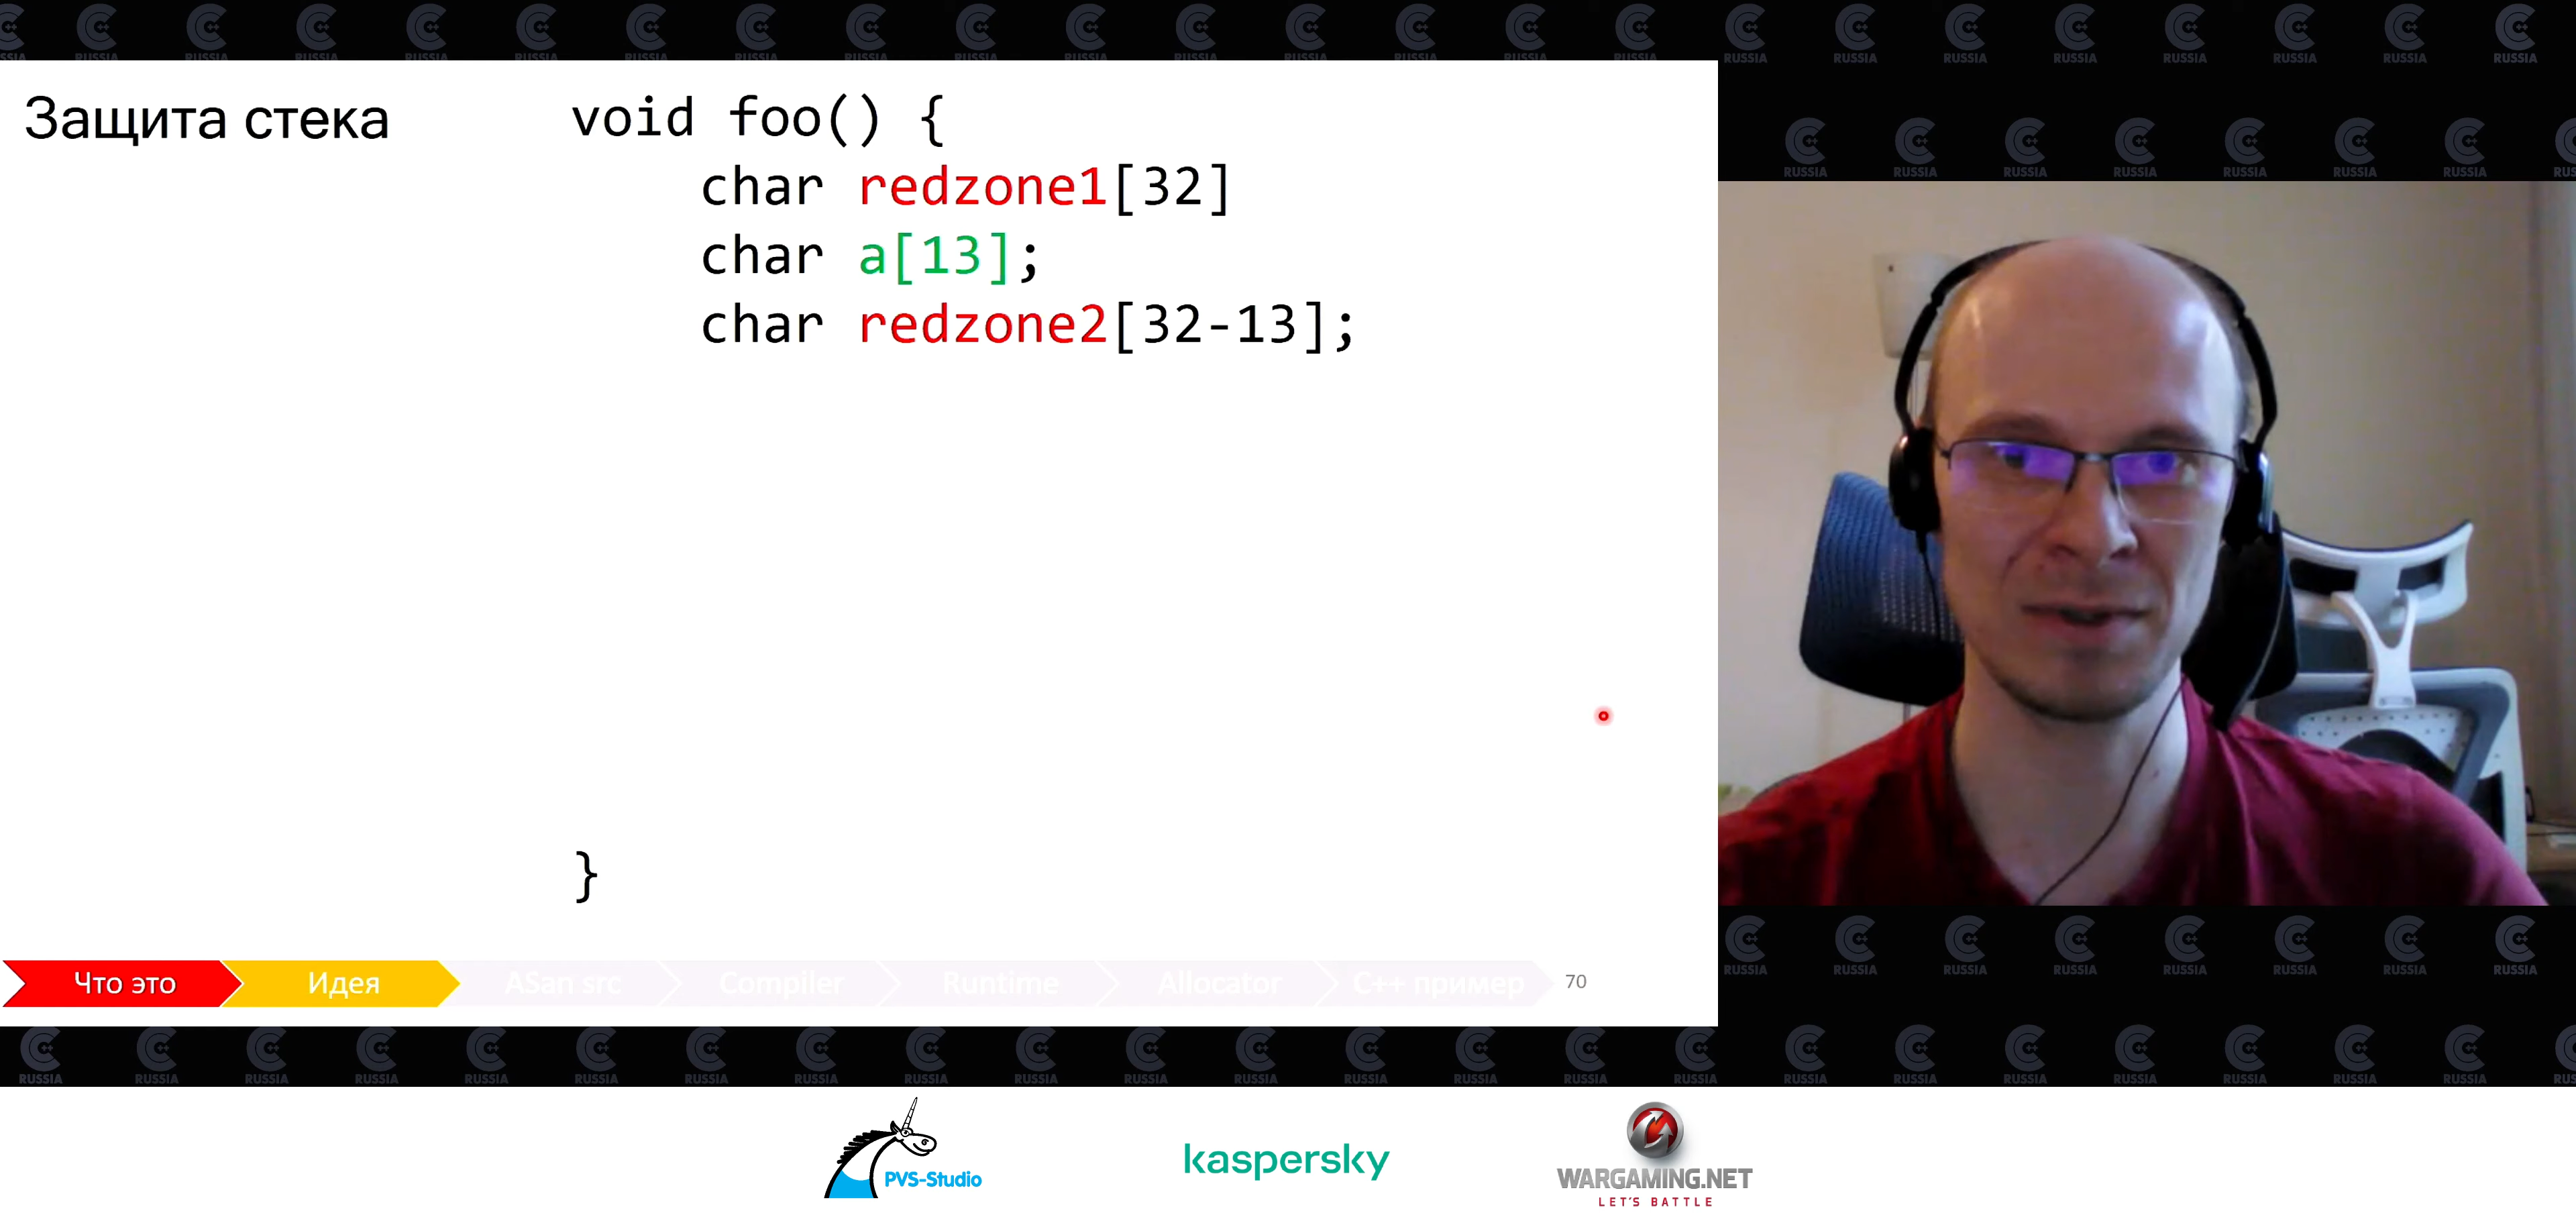 Защита стека
void foo() {
char redzone1[32]
char a[13];
char redzone2[32-13];
}
Что это
Идея
ASan src
Compiler
Runtime
Allocator
C++ пример
70
PVS-Studio
kaspersky
WARGAMING.NET
LET'S BATTLE
RUSSIA